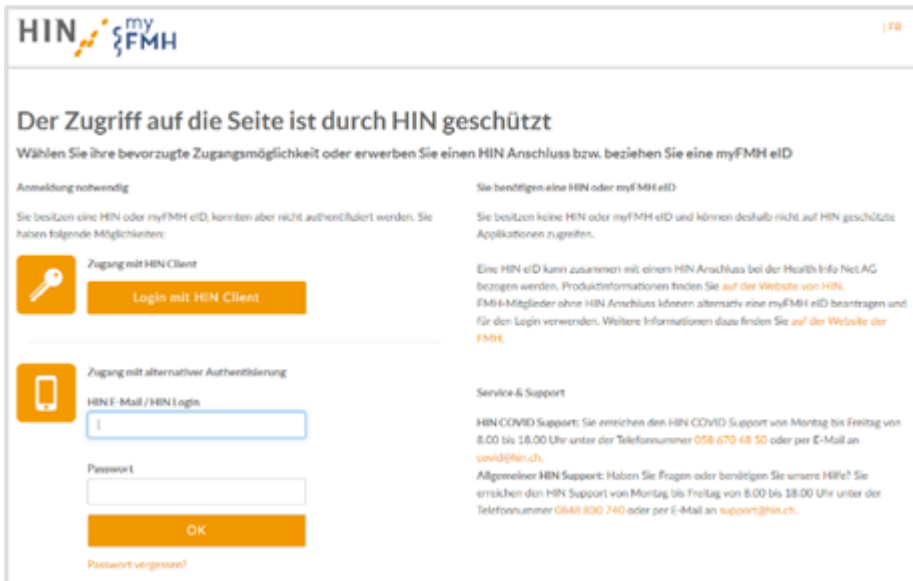 HIN my FMH
| FR
Der Zugriff auf die Seite ist durch HIN geschützt
Wählen Sie ihre bevorzugte Zugangsmöglichkeit oder erwerben Sie einen HIN Anschluss bzw. beziehen Sie eine myFMH eID
Anmeldung notwendig
Sie besitzen eine HIN oder myFMH eID, konnten aber nicht authentifiziert werden. Sie
haben folgende Möglichkeiten:
Zugang mit HIN Client
Login mit HIN Client
Zugang mit alternativer Authentisierung
HIN E-Mail / HIN Login
Passwort
OK
Passwort vergessen?
Sie benötigen eine HIN oder myFMH eID
Sie besitzen keine HIN oder myFMH eID und können deshalb nicht auf HIN geschützte
Applikationen zugreifen.
Eine HIN eID kann zusammen mit einem HIN Anschluss bei der Health Info Net AG
bezogen werden. Produktinformationen finden Sie auf der Website von HIN.
FMH-Mitglieder ohne HIN Anschluss können alternativ eine myFMH eID beantragen und
für den Login verwenden. Weitere Informationen dazu finden Sie auf der Website der
FMH.
Service & Support
HIN COVID Support: Sie erreichen den HIN COVID Support von Montag bis Freitag von
8.00 bis 18.00 Uhr unter der Telefonnummer 058 670 48 50 oder per E-Mail an
covid@hin.ch.
Allgemeiner HIN Support: Haben Sie Fragen oder benötigen Sie unsere Hilfe? Sie
erreichen den HIN Support von Montag bis Freitag von 8.00 bis 18.00 Uhr unter der
Telefonnummer 0848 830 740 oder per E-Mail an support@hin.ch.